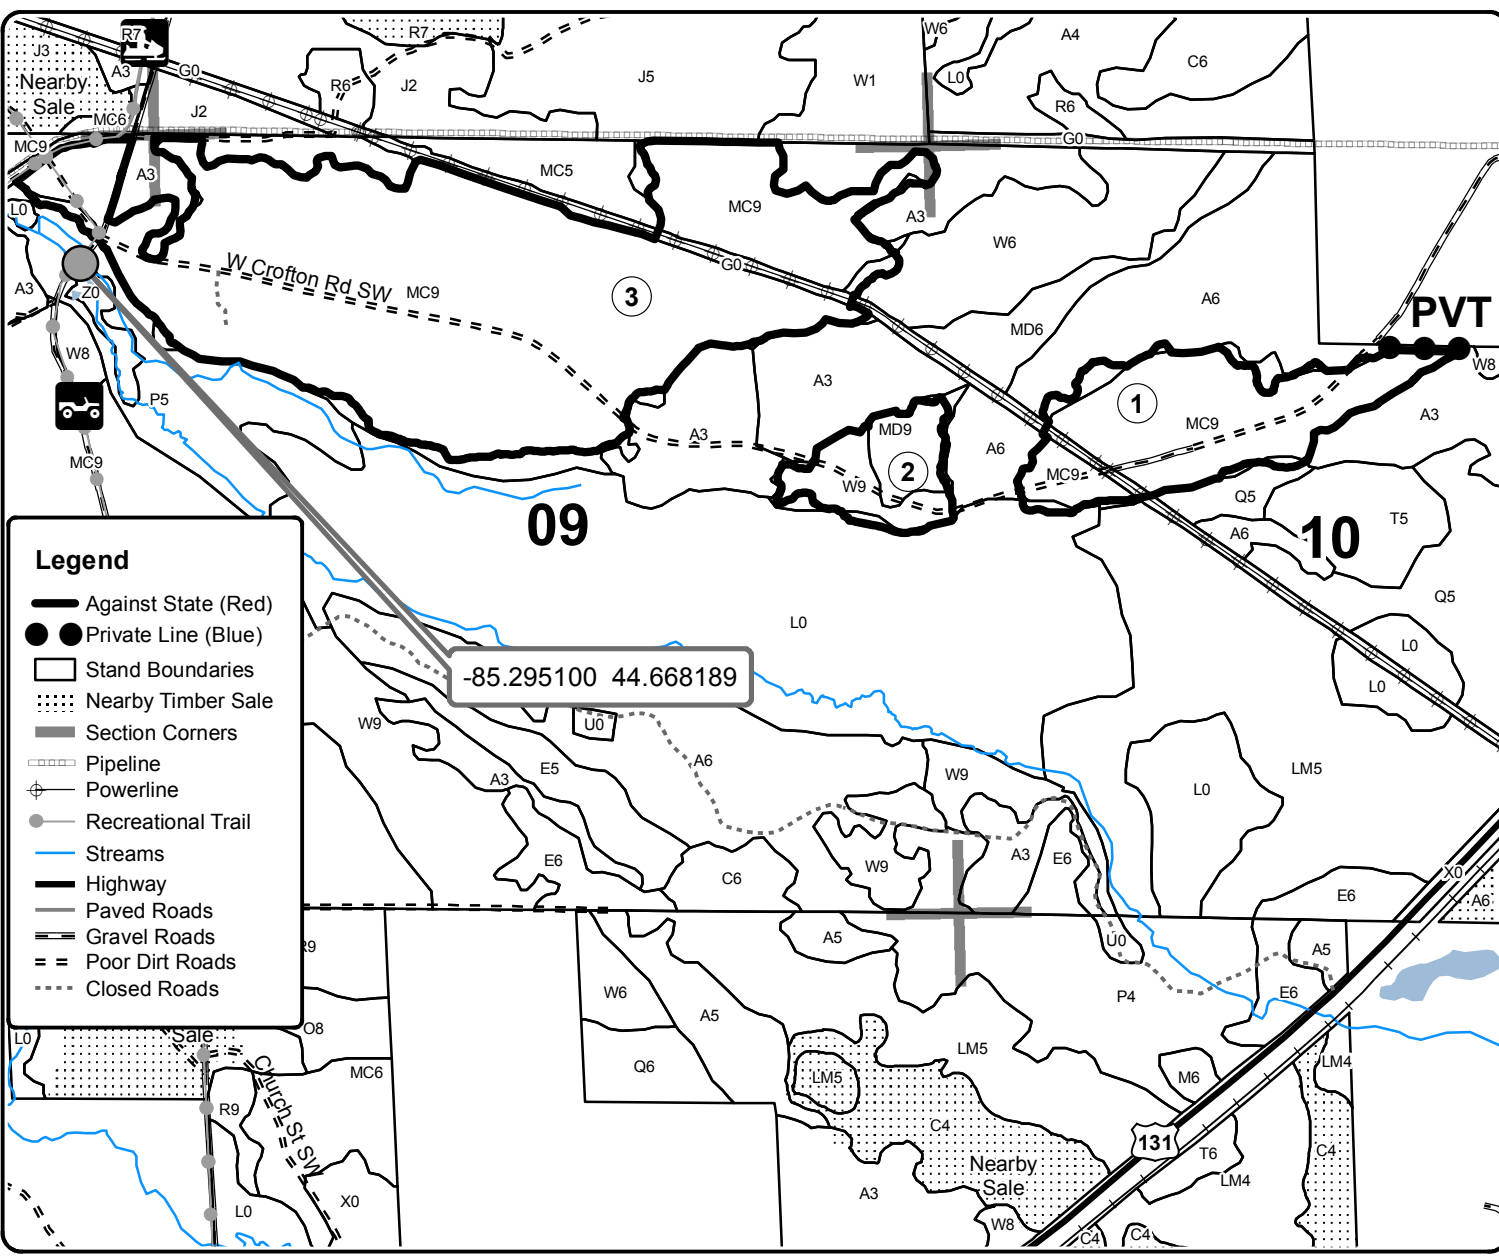 R7
R7
W6
A4
J3
A3
G0
J5
W1
L0
C6
Nearby
Sale
R6
J2
R6
J2
MC6
G0
MC9
A3
MC5
MC9
A3
L0
W6
G0
W Crofton Rd SW
MC9
3
A3
Z0
A6
MD6
PVT
W8
W8
A3
P5
1
MC9
A3
A3
MD9
A6
MC9
2
MC9
W9
Q5
T5
09
10
A6
Q5
L0
L0
L0
Legend
Against State (Red)
Private Line (Blue)
Stand Boundaries
Nearby Timber Sale
Section Corners
Pipeline
Powerline
Recreational Trail
Streams
Highway
Paved Roads
Gravel Roads
Poor Dirt Roads
Closed Roads
-85.295100 44.668189
W9
U0
A6
E5
A3
W9
LM5
L0
E6
C6
W9
A3
E6
X0
E6
A6
R9
A5
U0
A5
W6
P4
E6
A5
Sale
L0
O8
MC6
Q6
LM5
LM5
M6
LM4
Church St SW
R9
C4
131
T6
C4
Nearby
Sale
LM4
A3
X0
L0
W8
C4
C4